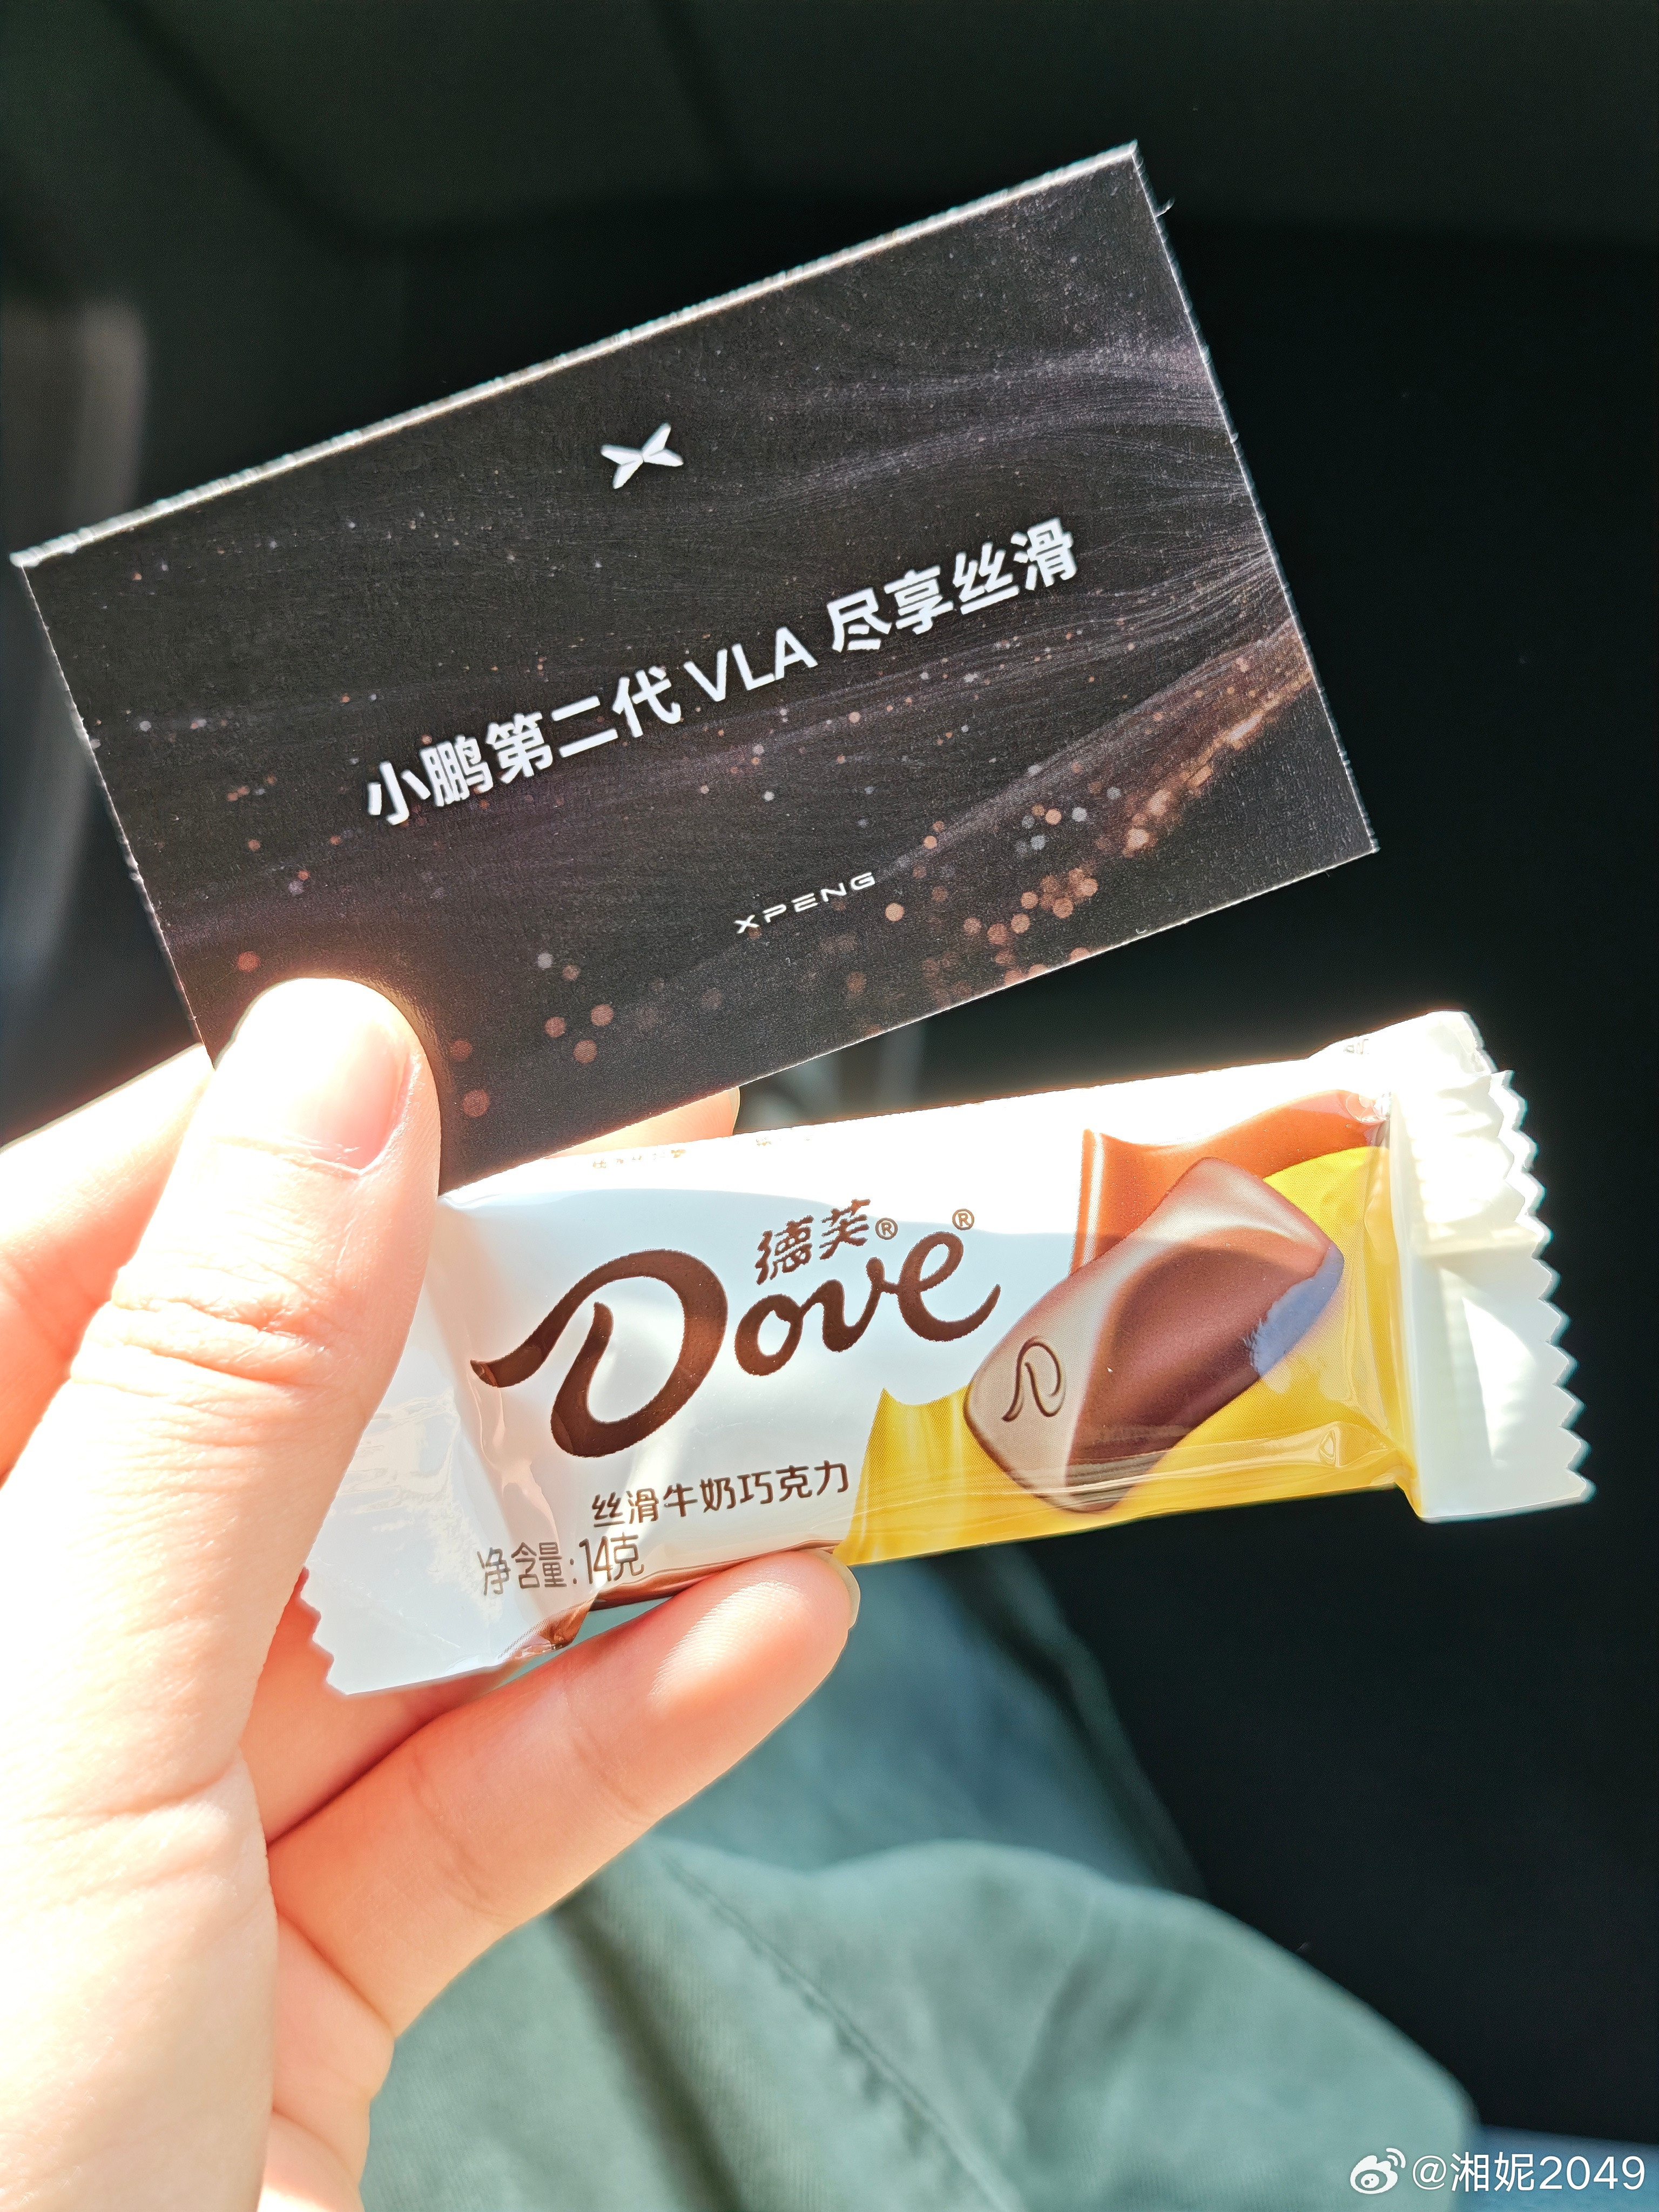 小鹏第二代 VLA 尽享丝滑
XPENG
德芙®
Dove®
丝滑牛奶巧克力
净含量:14克
@湘妮2049